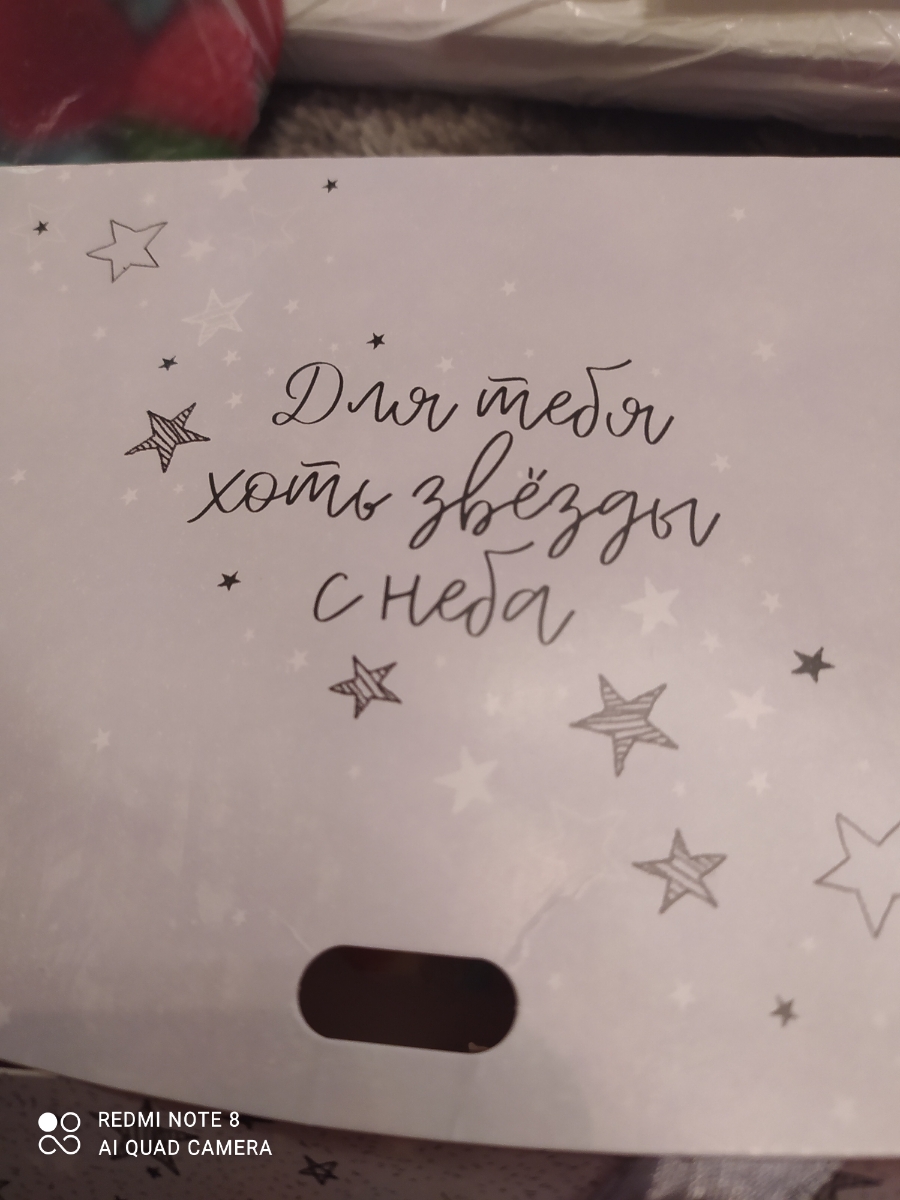 Для тебя
хоть звёзды
с неба
REDMI NOTE 8
AI QUAD CAMERA